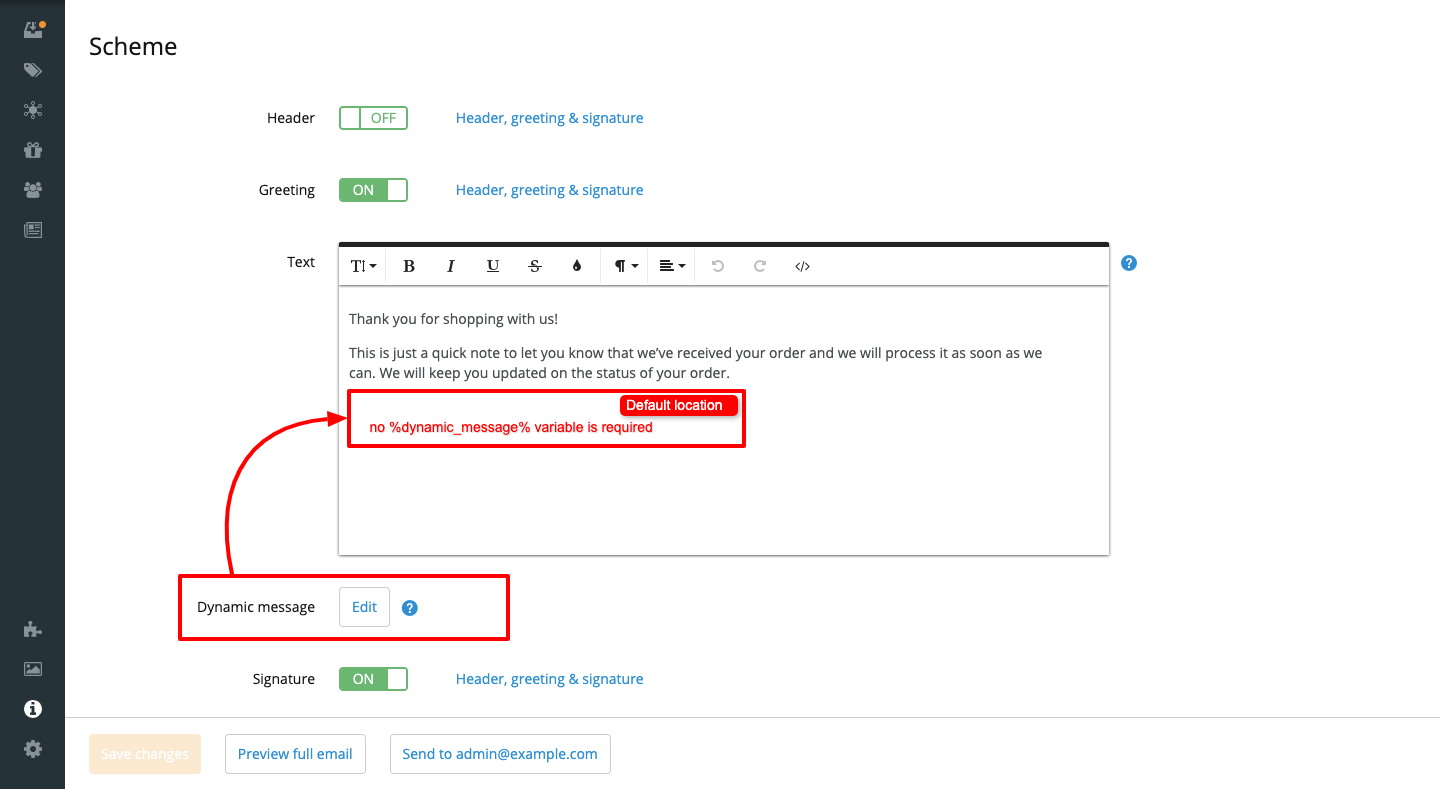 Scheme
Header
OFF
Header, greeting & signature
Greeting
ON
Header, greeting & signature
Text
Thank you for shopping with us!
This is just a quick note to let you know that we’ve received your order and we will process it as soon as we
can. We will keep you updated on the status of your order.
Default location
no %dynamic_message% variable is required
Dynamic message
Edit
Signature
ON
Header, greeting & signature
Save changes
Preview full email
Send to admin@example.com